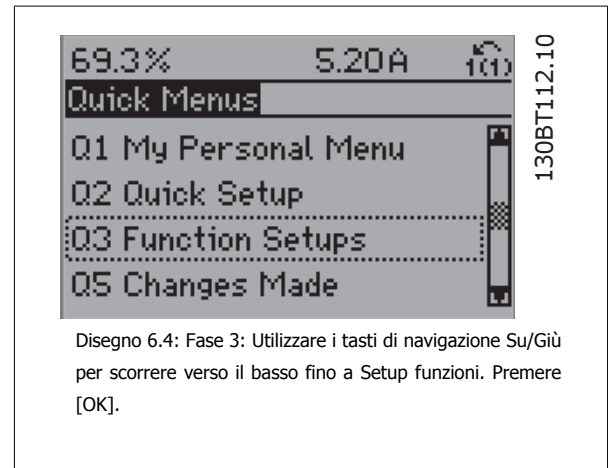 69.3% 5.20A 1(1)
Quick Menus
Q1 My Personal Menu
Q2 Quick Setup
Q3 Function Setups
Q5 Changes Made
130BT112.10
Disegno 6.4: Fase 3: Utilizzare i tasti di navigazione Su/Giù
per scorrere verso il basso fino a Setup funzioni. Premere
[OK].